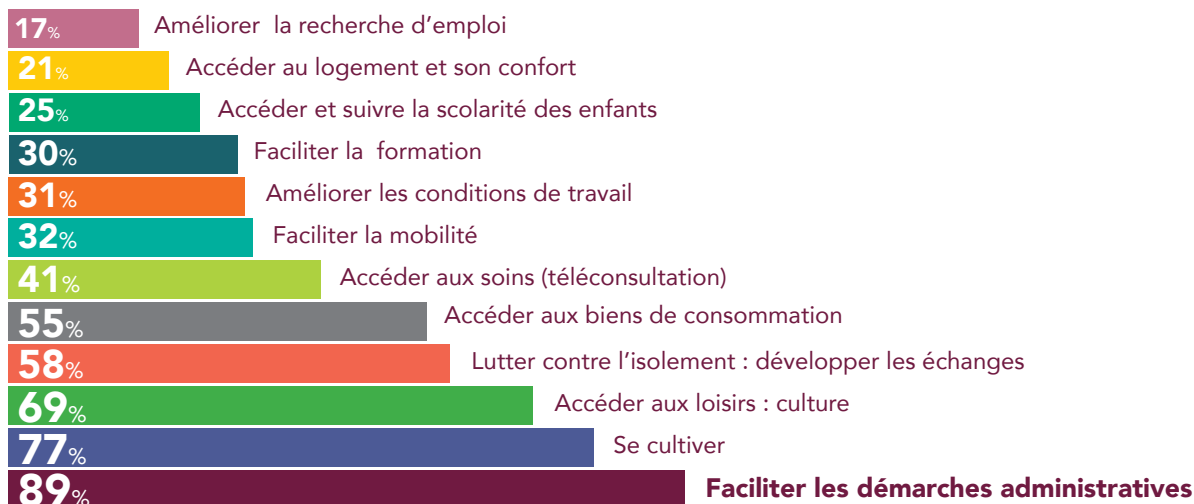 17% Améliorer la recherche d’emploi
21% Accéder au logement et son confort
25% Accéder et suivre la scolarité des enfants
30% Faciliter la formation
31% Améliorer les conditions de travail
32% Faciliter la mobilité
41% Accéder aux soins (téléconsultation)
55% Accéder aux biens de consommation
58% Lutter contre l’isolement : développer les échanges
69% Accéder aux loisirs : culture
77% Se cultiver
89% Faciliter les démarches administratives